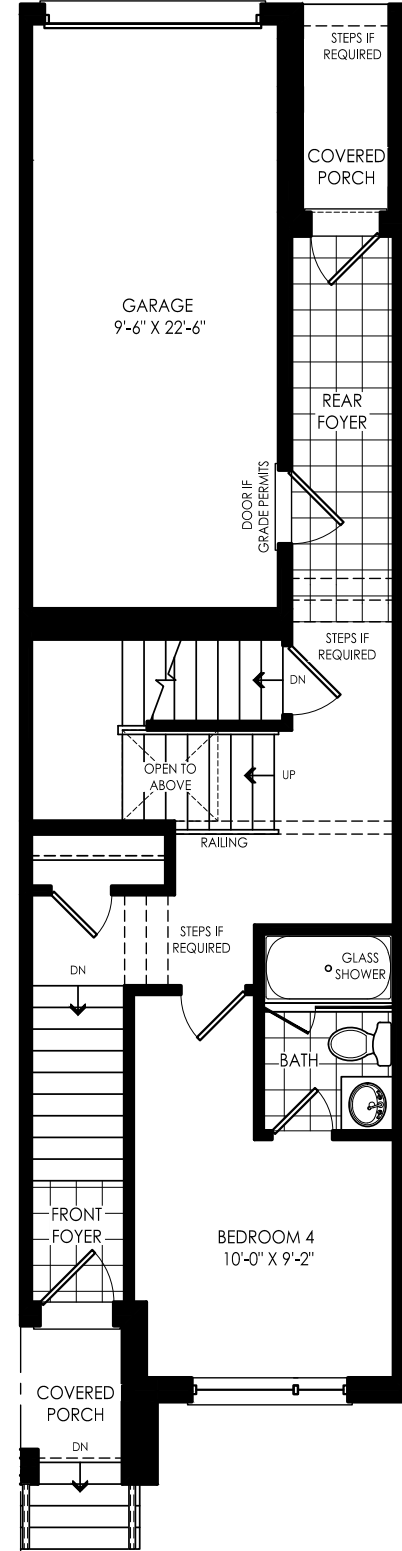 STEPS IF
REQUIRED
COVERED
PORCH
GARAGE
9'-6" X 22'-6"
REAR
FOYER
DOOR IF
GRADE PERMITS
STEPS IF
REQUIRED
DN
OPEN TO
ABOVE
UP
RAILING
STEPS IF
REQUIRED
GLASS
SHOWER
DN
BATH
FRONT
FOYER
BEDROOM 4
10'-0" X 9'-2"
COVERED
PORCH
DN